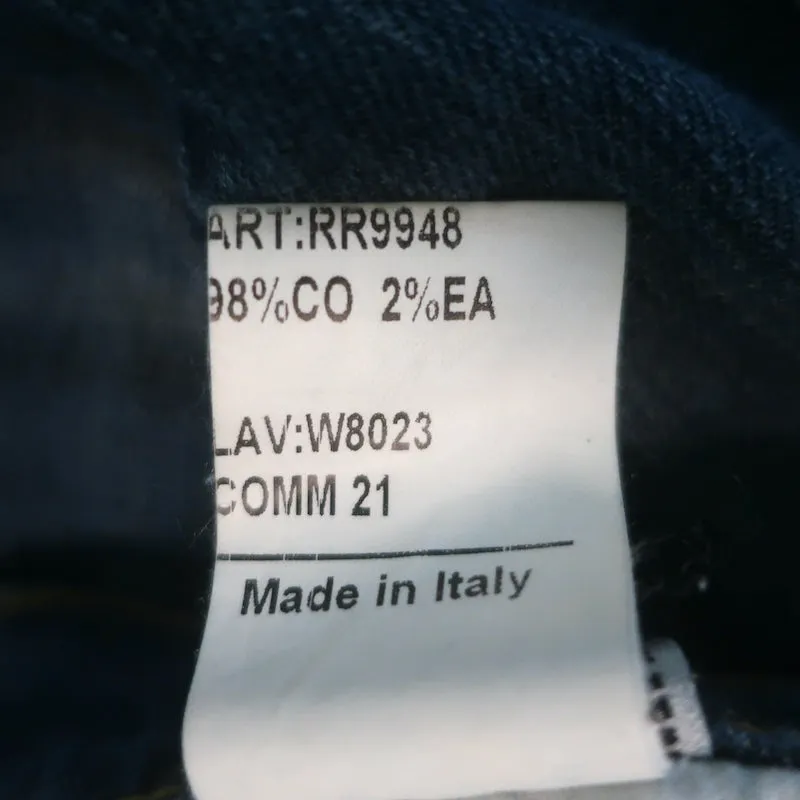 ART:RR9948
98%CO 2%EA
LAV:W8023
COMM 21
Made in Italy